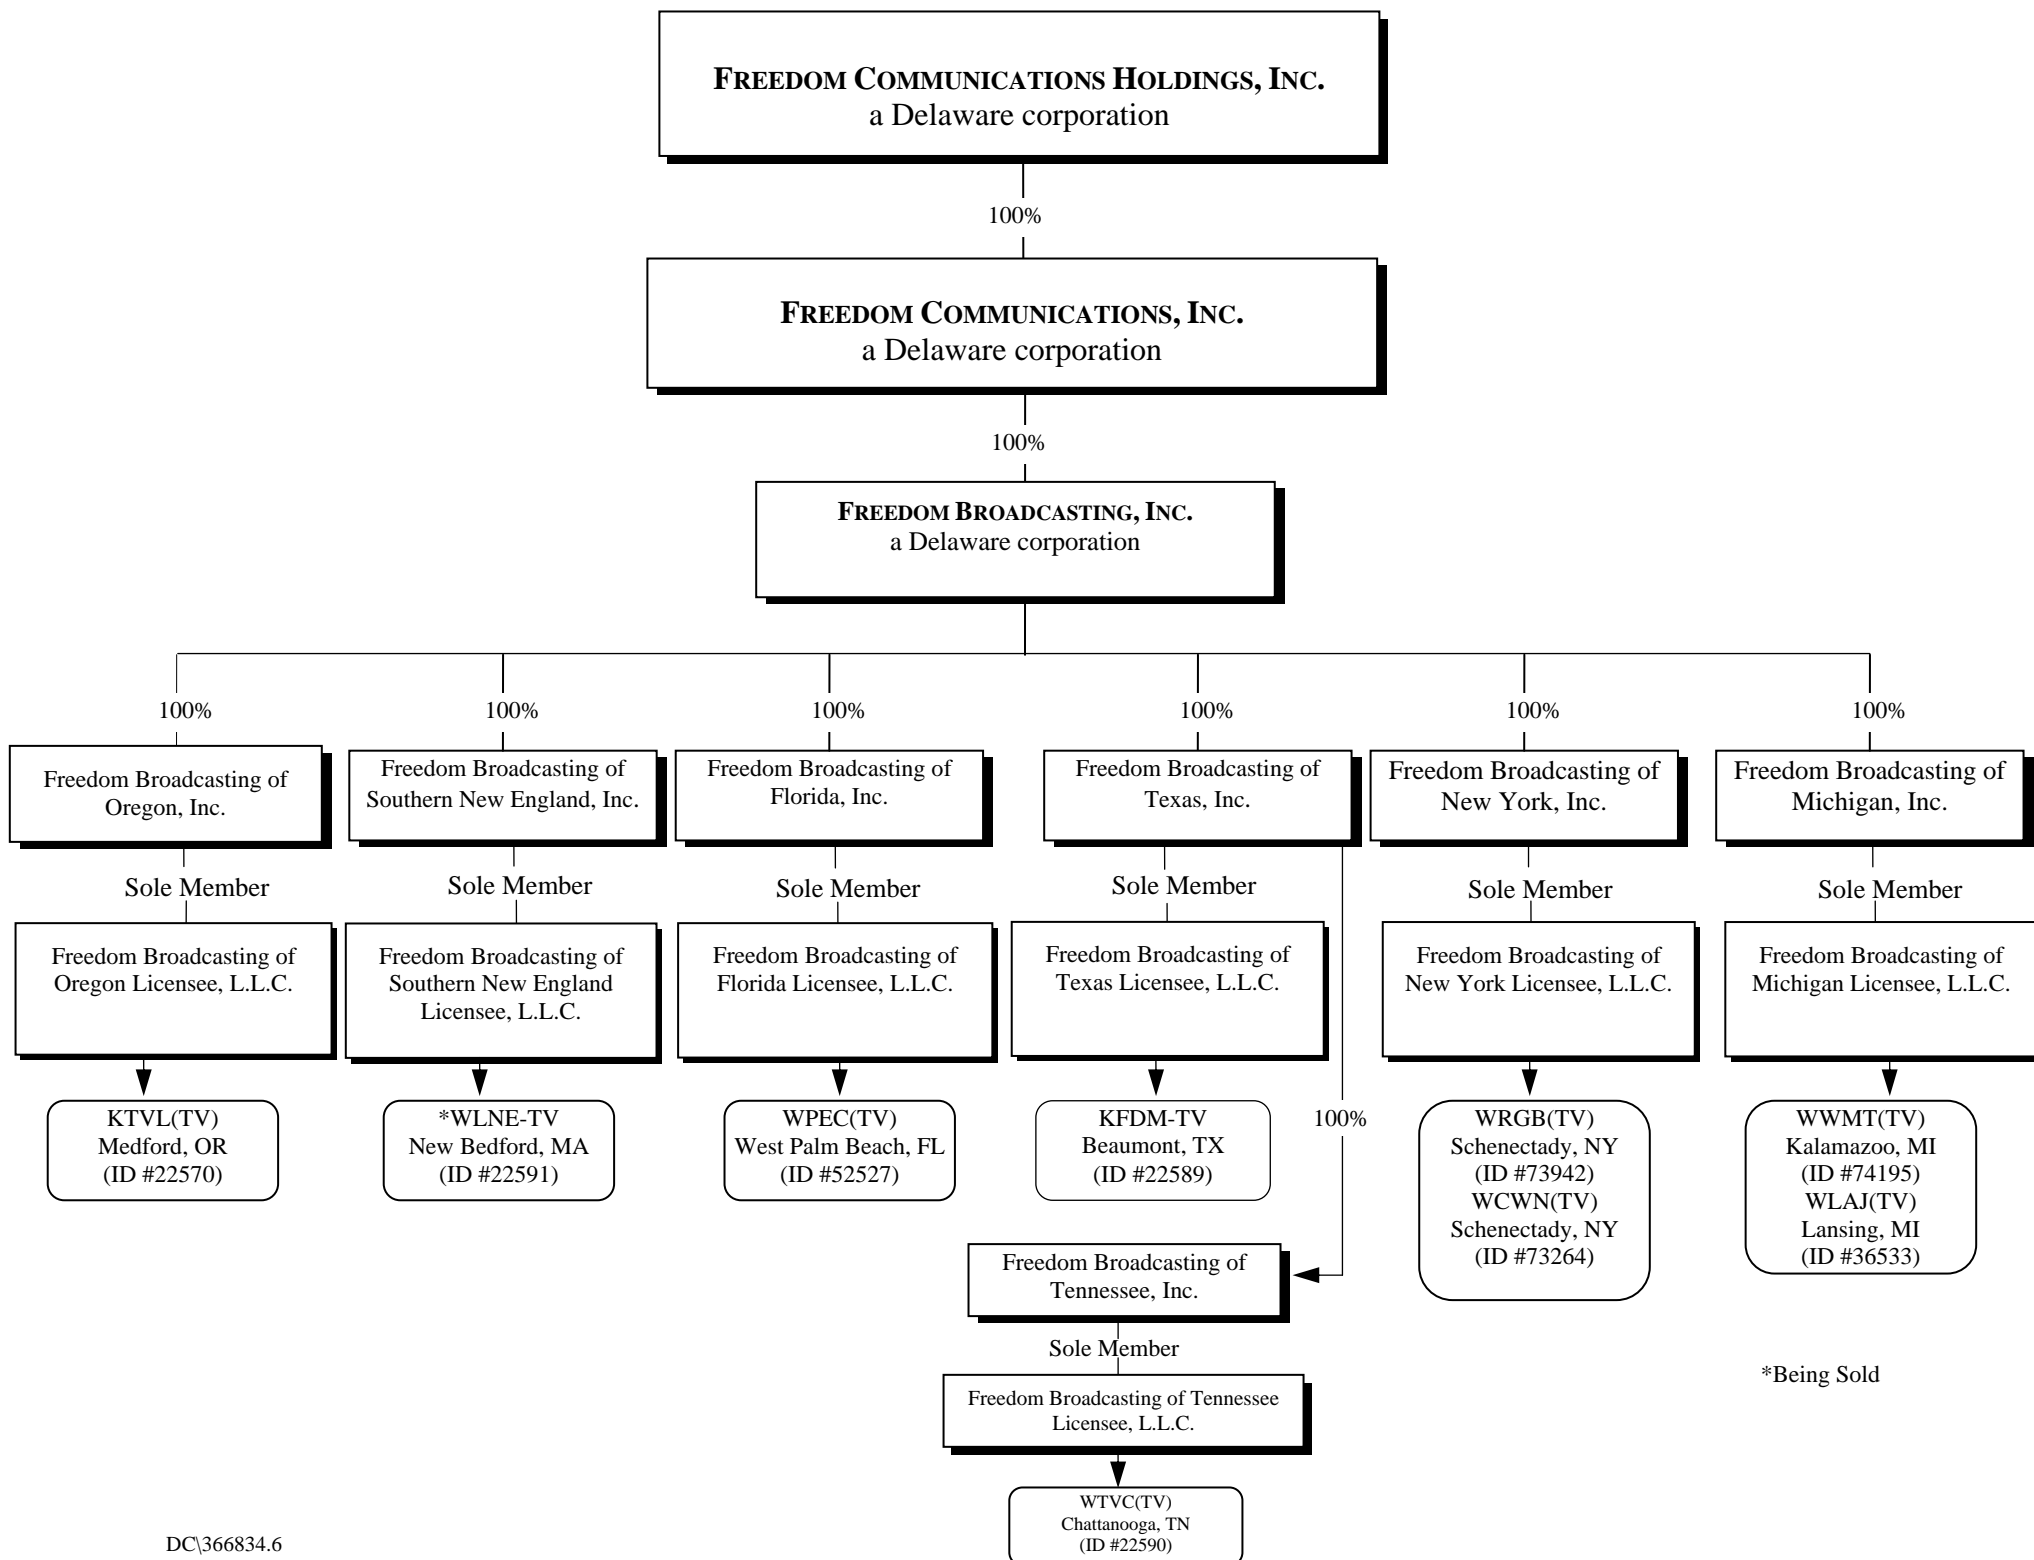 FREEDOM COMMUNICATIONS HOLDINGS, INC.
a Delaware corporation
100%
FREEDOM COMMUNICATIONS, INC.
a Delaware corporation
100%
FREEDOM BROADCASTING, INC.
a Delaware corporation
100%
100%
100%
100%
100%
100%
Freedom Broadcasting of
Oregon, Inc.
Freedom Broadcasting of
Southern New England, Inc.
Freedom Broadcasting of
Florida, Inc.
Freedom Broadcasting of
Texas, Inc.
Freedom Broadcasting of
New York, Inc.
Freedom Broadcasting of
Michigan, Inc.
Sole Member
Sole Member
Sole Member
Sole Member
Sole Member
Sole Member
Freedom Broadcasting of
Oregon Licensee, L.L.C.
Freedom Broadcasting of
Southern New England
Licensee, L.L.C.
Freedom Broadcasting of
Florida Licensee, L.L.C.
Freedom Broadcasting of
Texas Licensee, L.L.C.
Freedom Broadcasting of
New York Licensee, L.L.C.
Freedom Broadcasting of
Michigan Licensee, L.L.C.
KTVL(TV)
Medford, OR
(ID #22570)
*WLNE-TV
New Bedford, MA
(ID #22591)
WPEC(TV)
West Palm Beach, FL
(ID #52527)
KFDM-TV
Beaumont, TX
(ID #22589)
100%
WRGB(TV)
Schenectady, NY
(ID #73942)
WCWN(TV)
Schenectady, NY
(ID #73264)
WWMT(TV)
Kalamazoo, MI
(ID #74195)
WLAJ(TV)
Lansing, MI
(ID #36533)
Freedom Broadcasting of
Tennessee, Inc.
Sole Member
*Being Sold
Freedom Broadcasting of Tennessee
Licensee, L.L.C.
WTVC(TV)
Chattanooga, TN
(ID #22590)
DC\366834.6